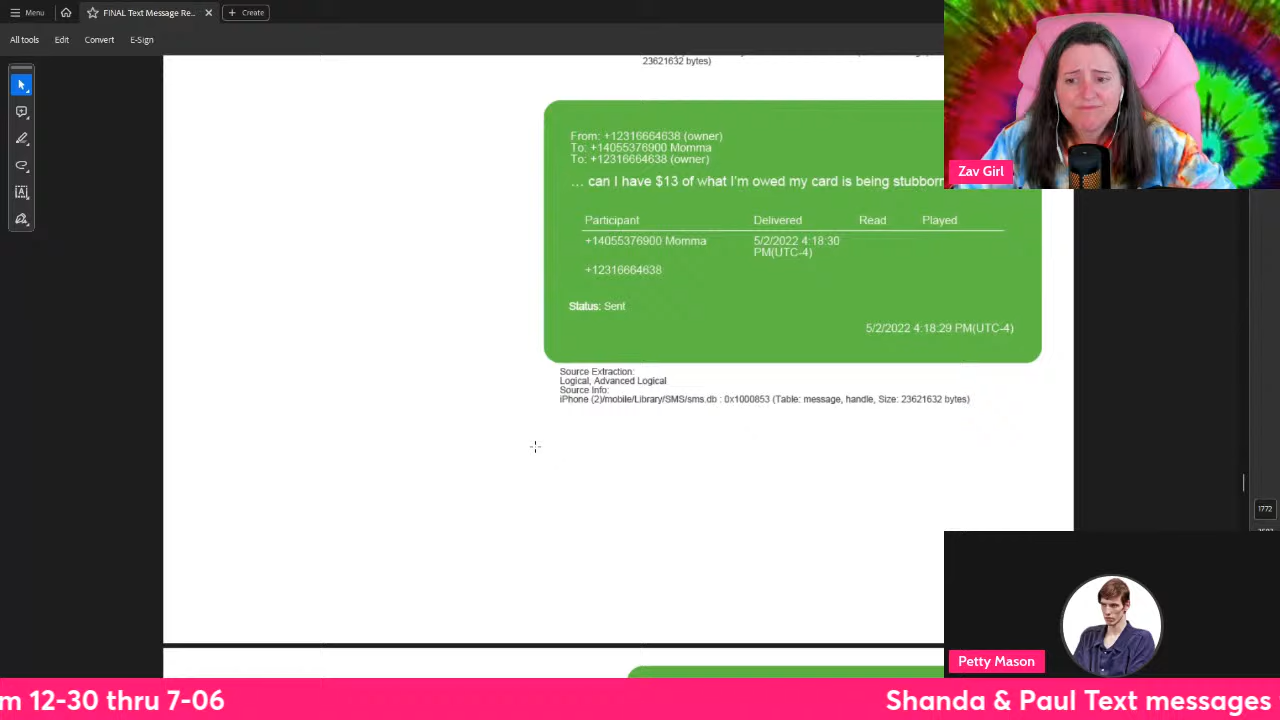 Menu
FINAL Text Message Re...
Create
All tools
Edit
Convert
E-Sign
23621632 bytes)
From: +12316664638 (owner)
To: +14055376900 Momma
To: +12316664638 (owner)
... can I have $13 of what I'm owed my card is being stubborn
Participant Delivered Read Played
+14055376900 Momma 5/2/2022 4:18:30
PM(UTC-4)
+12316664638
Status: Sent
5/2/2022 4:18:29 PM(UTC-4)
Source Extraction:
Logical, Advanced Logical
Source Info:
iPhone (2)/mobile/Library/SMS/sms.db : 0x1000853 (Table: message, handle, Size: 23621632 bytes)
Zav Girl
1772
Petty Mason
m 12-30 thru 7-06
Shanda & Paul Text messages